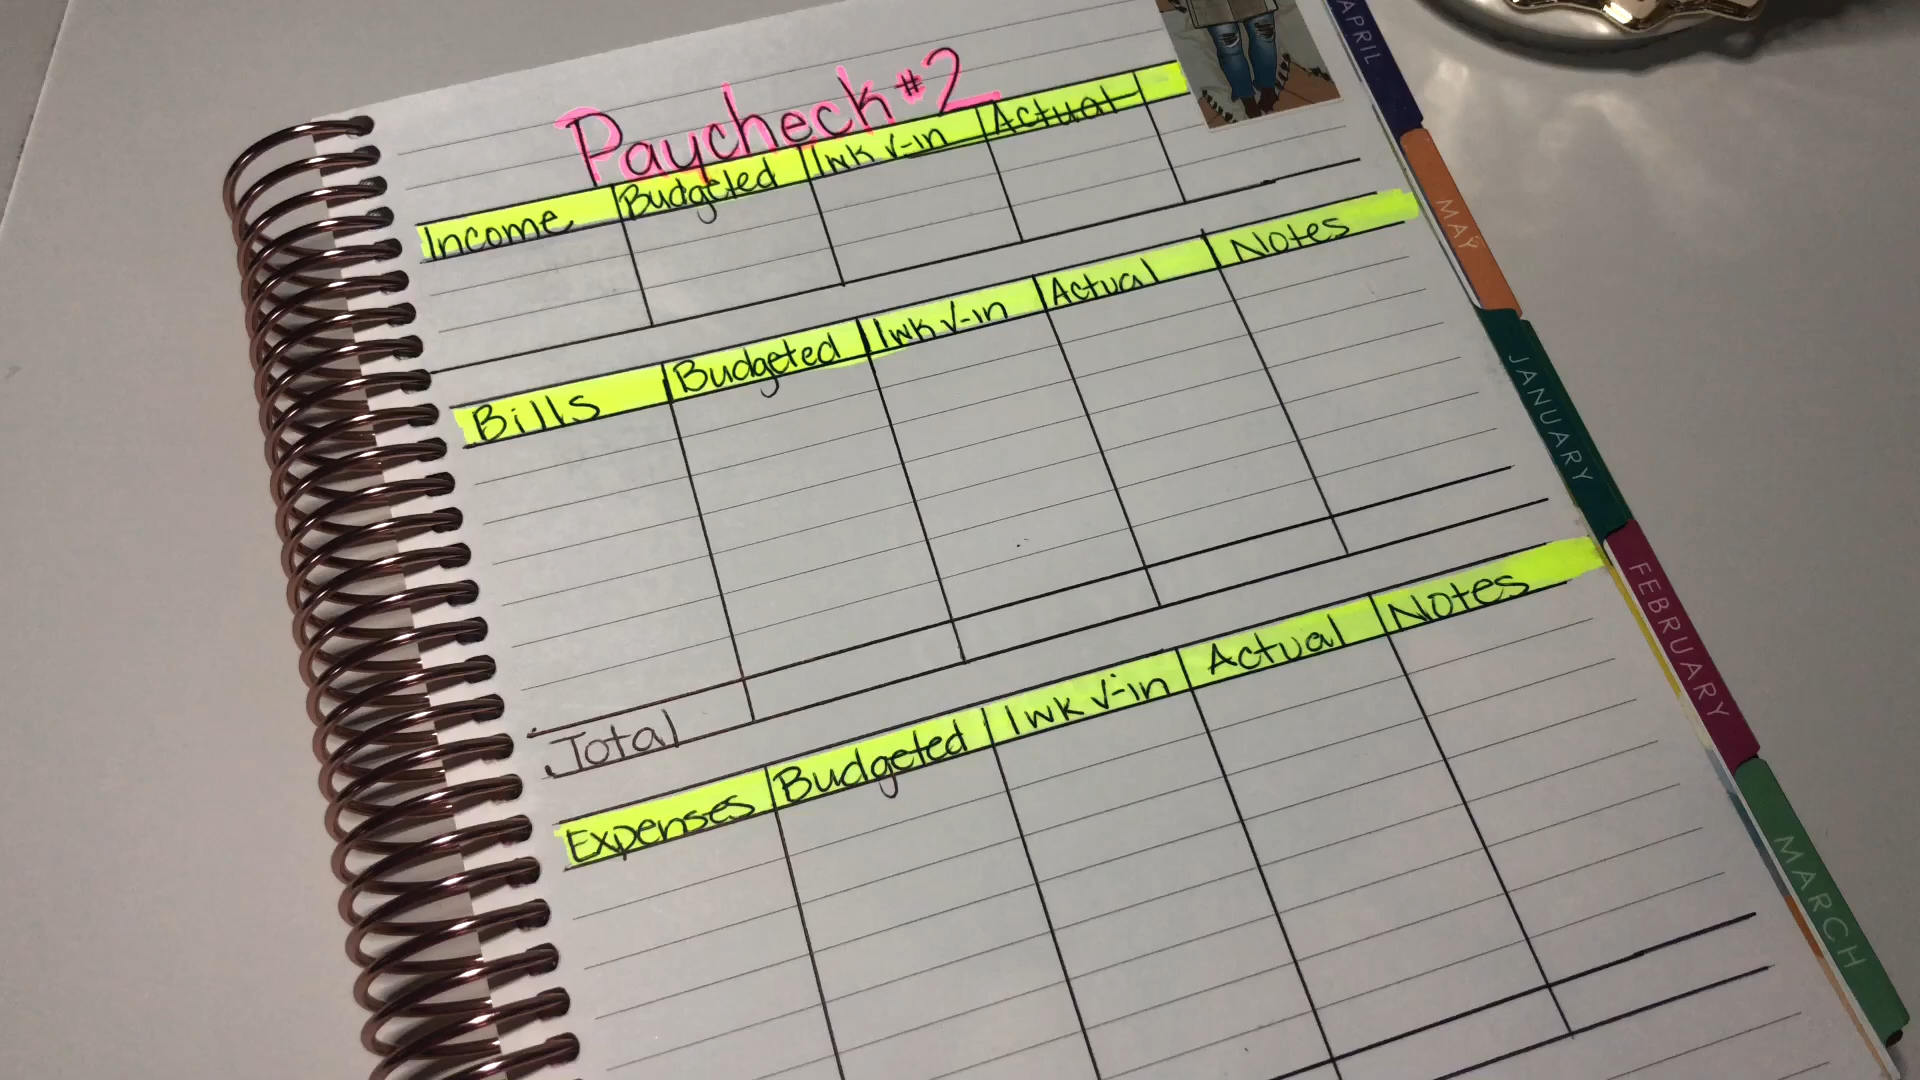 Paycheck #2
Income Budgeted 1wk √-in Actual
Bills Budgeted 1wk √-in Actual Notes
Total
Expenses Budgeted 1wk √-in Actual Notes
APRIL
MAY
JANUARY
FEBRUARY
MARCH